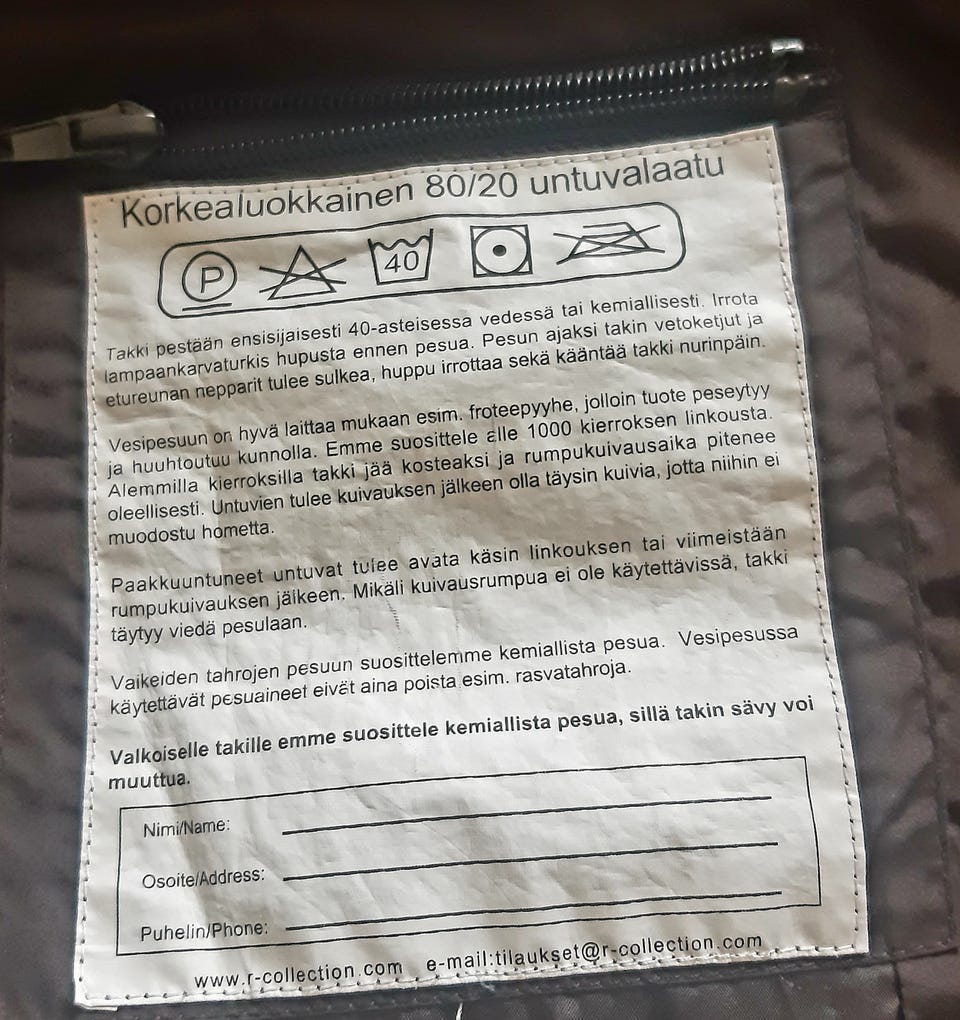 Korkealuokkainen 80/20 untuvalaatu
P 40
Takki pestään ensisijaisesti 40-asteisessa vedessä tai kemiallisesti. Irrota
lampaankarvaturkis hupusta ennen pesua. Pesun ajaksi takin vetoketjut ja
etureunan nepparit tulee sulkea, huppu irrottaa sekä kääntää takki nurinpäin.
Vesipesuun on hyvä laittaa mukaan esim. froteepyyhe, jolloin tuote peseytyy
ja huuhtoutuu kunnolla. Emme suosittele alle 1000 kierroksen linkousta.
Alemmilla kierroksilla takki jää kosteaksi ja rumpukuivausaika pitenee
oleellisesti. Untuvien tulee kuivauksen jälkeen olla täysin kuivia, jotta niihin ei
muodostu hometta.
Paakkuuntuneet untuvat tulee avata käsin linkouksen tai viimeistään
rumpukuivauksen jälkeen. Mikäli kuivausrumpua ei ole käytettävissä, takki
täytyy viedä pesulaan.
Vaikeiden tahrojen pesuun suosittelemme kemiallista pesua. Vesipesussa
käytettävät pesuaineet eivät aina poista esim. rasvatahroja.
Valkoiselle takille emme suosittele kemiallista pesua, sillä takin sävy voi
muuttua.
Nimi/Name:
Osoite/Address:
Puhelin/Phone:
www.r-collection.com e-mail:tilaukset@r-collection.com